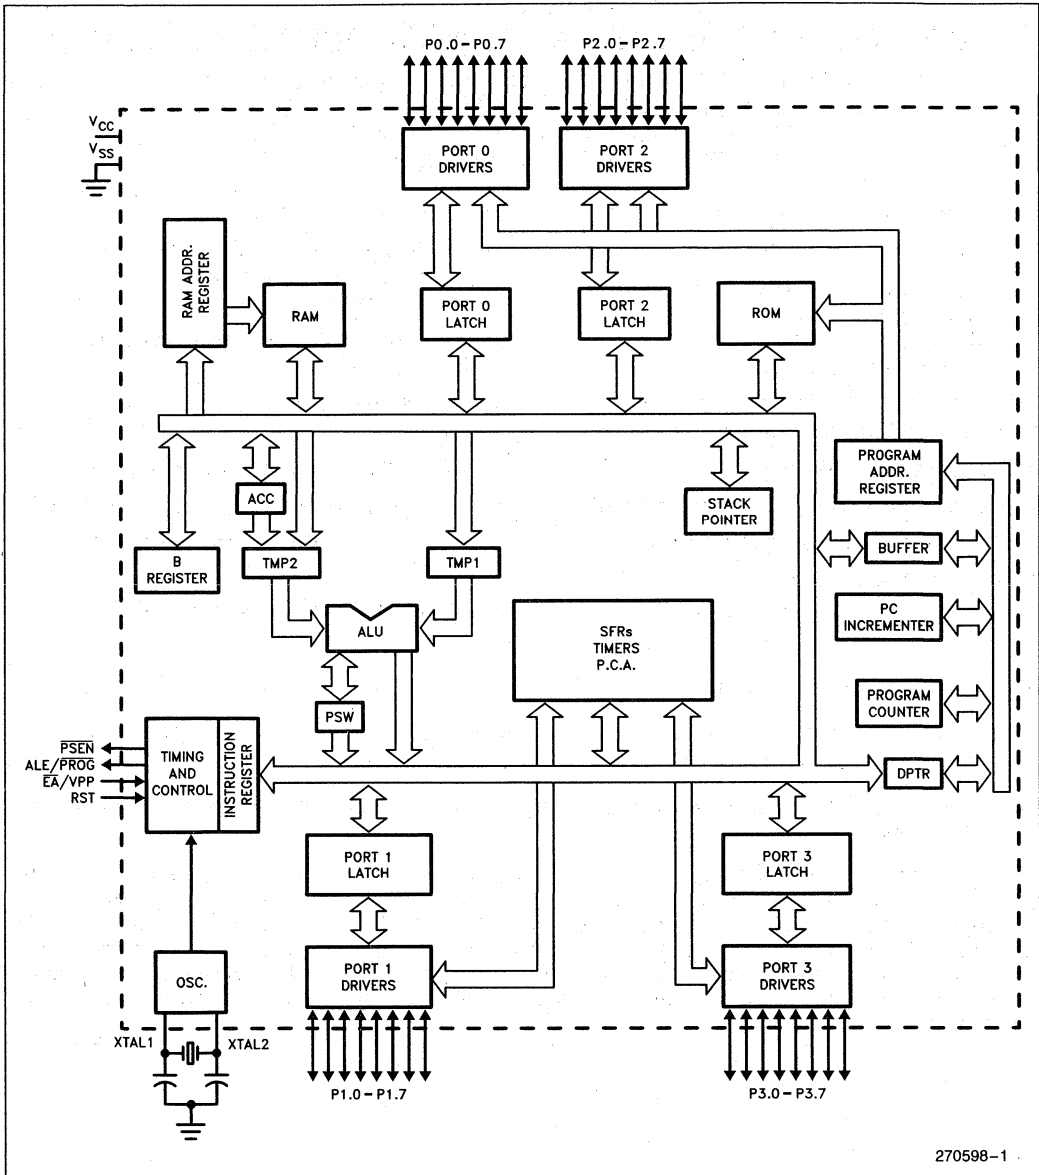 P0.0–P0.7
P2.0–P2.7
VCC
VSS
PORT 0
DRIVERS
PORT 2
DRIVERS
RAM ADDR.
REGISTER
RAM
PORT 0
LATCH
PORT 2
LATCH
ROM
PROGRAM
ADDR.
REGISTER
ACC
STACK
POINTER
B
REGISTER
TMP2
TMP1
BUFFER
ALU
SFRs
TIMERS
P.C.A.
PC
INCREMENTER
PSW
PROGRAM
COUNTER
PSEN
ALE/PROG
EA/VPP
RST
TIMING
AND
CONTROL
INSTRUCTION
REGISTER
DPTR
PORT 1
LATCH
PORT 3
LATCH
OSC.
PORT 1
DRIVERS
PORT 3
DRIVERS
XTAL1
XTAL2
P1.0–P1.7
P3.0–P3.7
270598–1